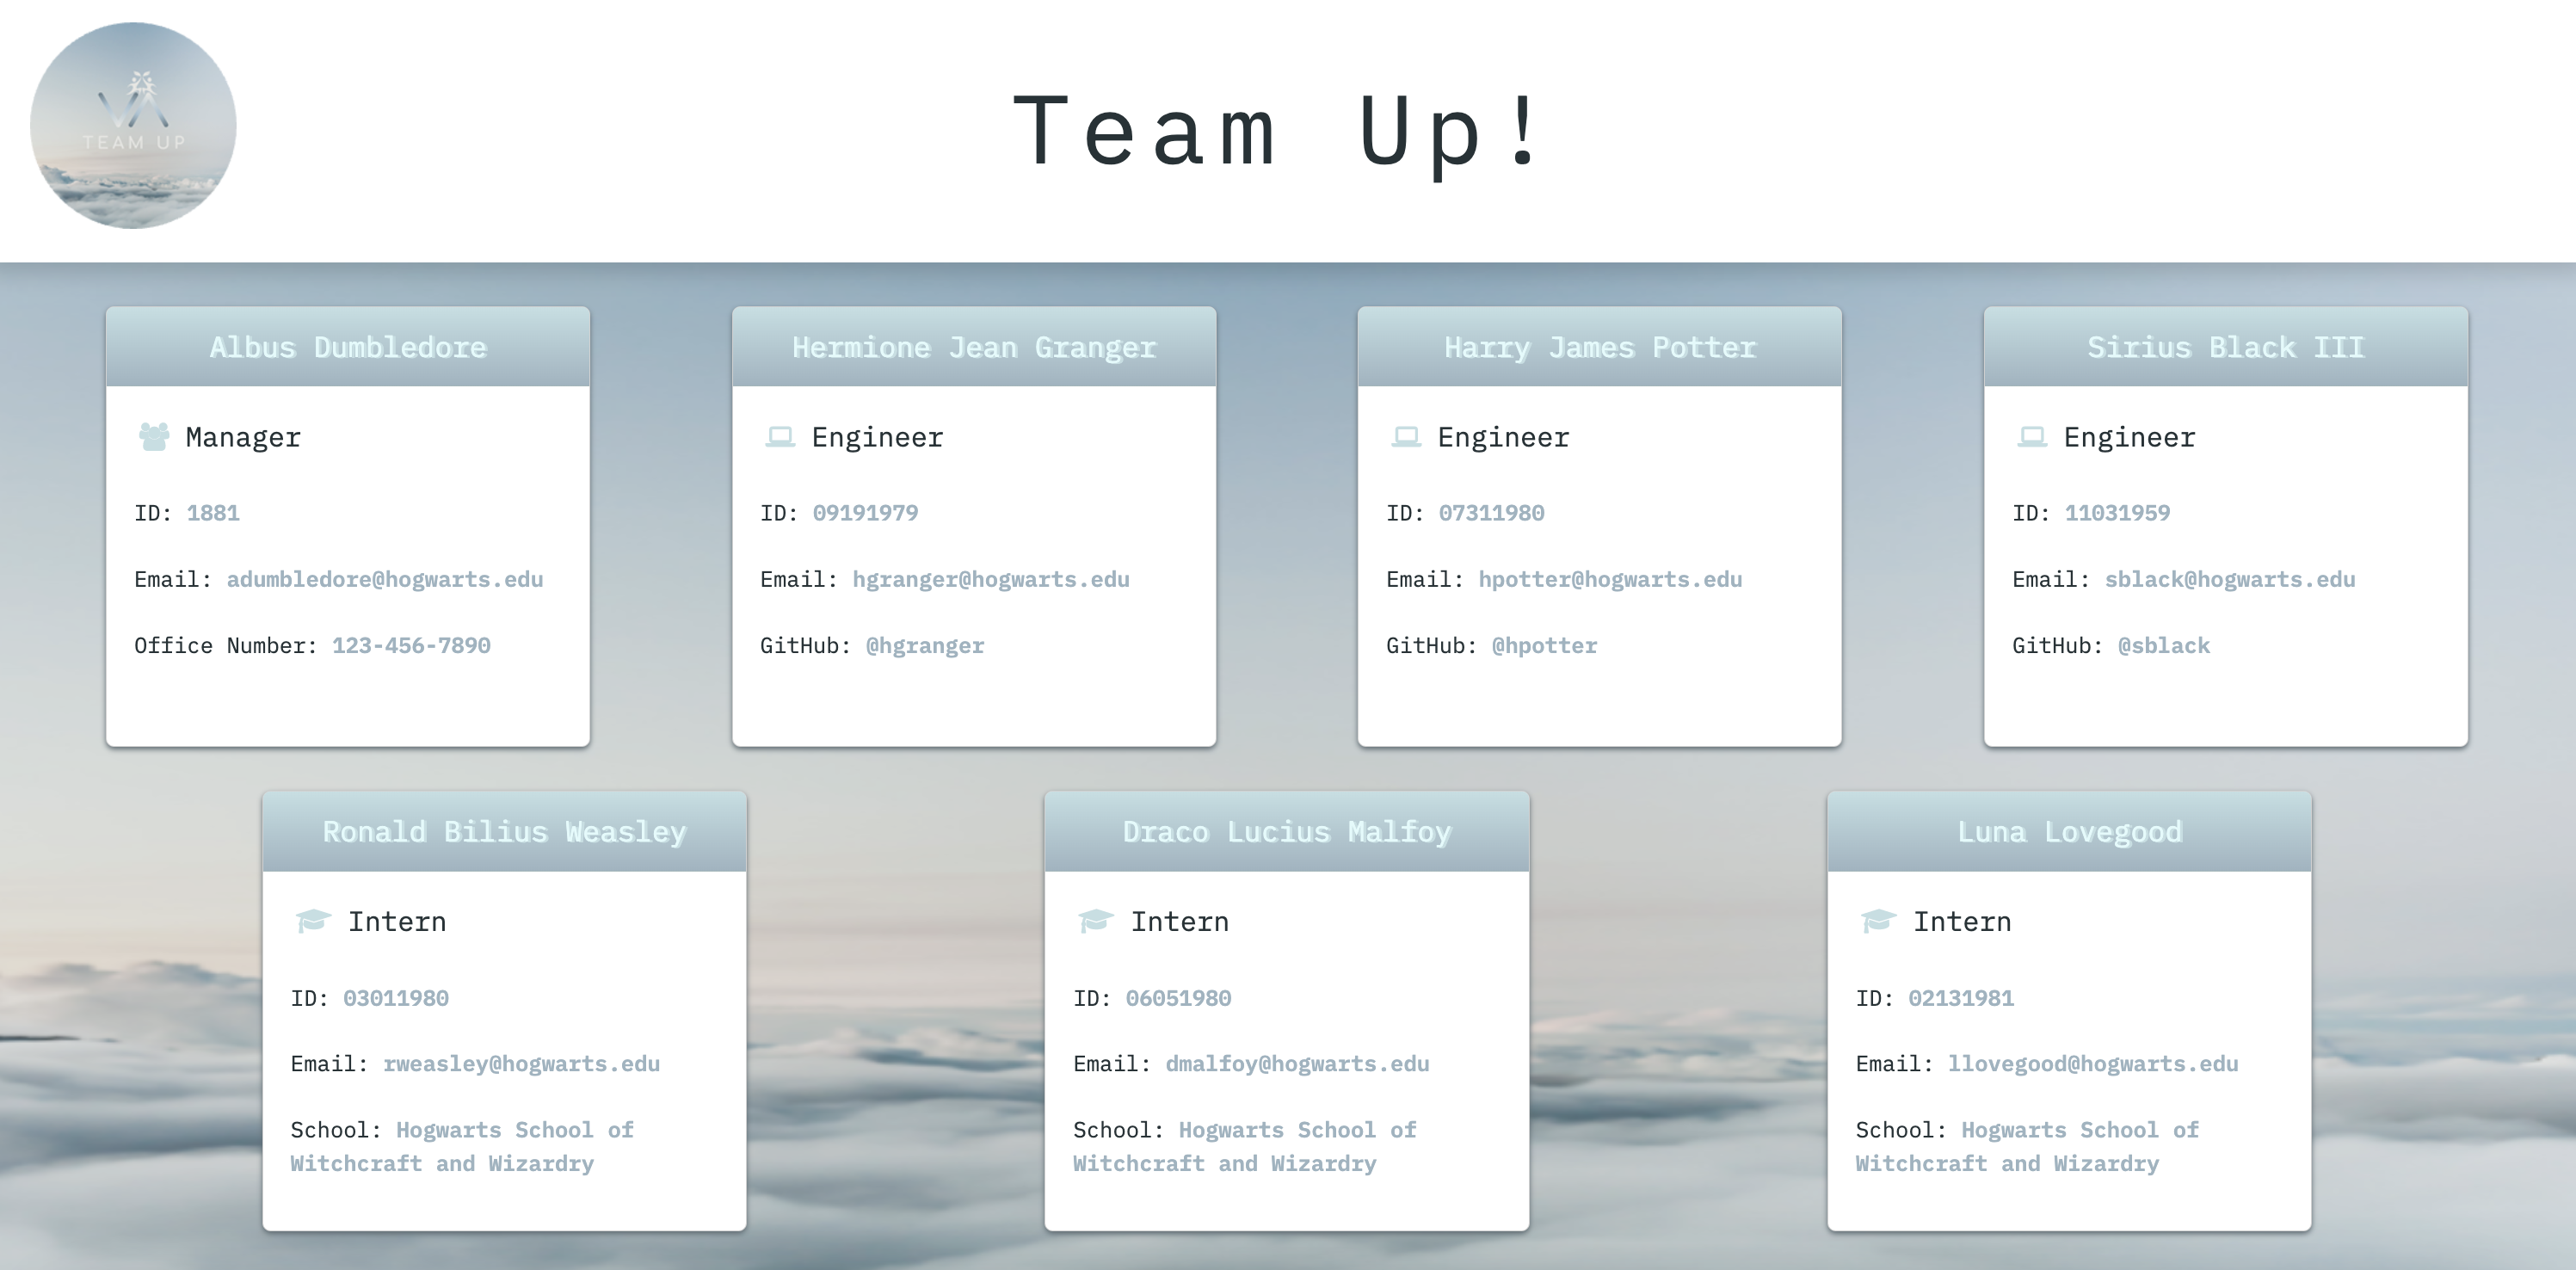 TEAM UP
Team Up!
Albus Dumbledore
Manager
ID: 1881
Email: adumbledore@hogwarts.edu
Office Number: 123-456-7890
Hermione Jean Granger
Engineer
ID: 09191979
Email: hgranger@hogwarts.edu
GitHub: @hgranger
Harry James Potter
Engineer
ID: 07311980
Email: hpotter@hogwarts.edu
GitHub: @hpotter
Sirius Black III
Engineer
ID: 11031959
Email: sblack@hogwarts.edu
GitHub: @sblack
Ronald Bilius Weasley
Intern
ID: 03011980
Email: rweasley@hogwarts.edu
School: Hogwarts School of
Witchcraft and Wizardry
Draco Lucius Malfoy
Intern
ID: 06051980
Email: dmalfoy@hogwarts.edu
School: Hogwarts School of
Witchcraft and Wizardry
Luna Lovegood
Intern
ID: 02131981
Email: llovegood@hogwarts.edu
School: Hogwarts School of
Witchcraft and Wizardry